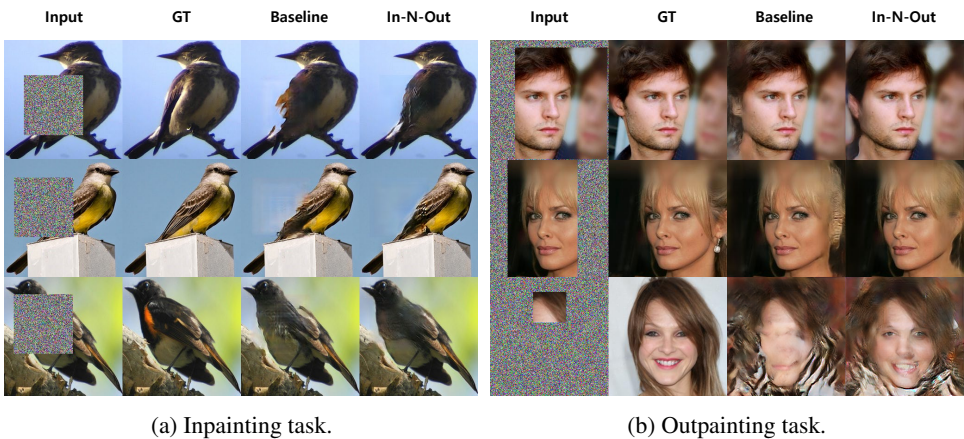 Input GT Baseline In-N-Out Input GT Baseline In-N-Out
(a) Inpainting task. (b) Outpainting task.